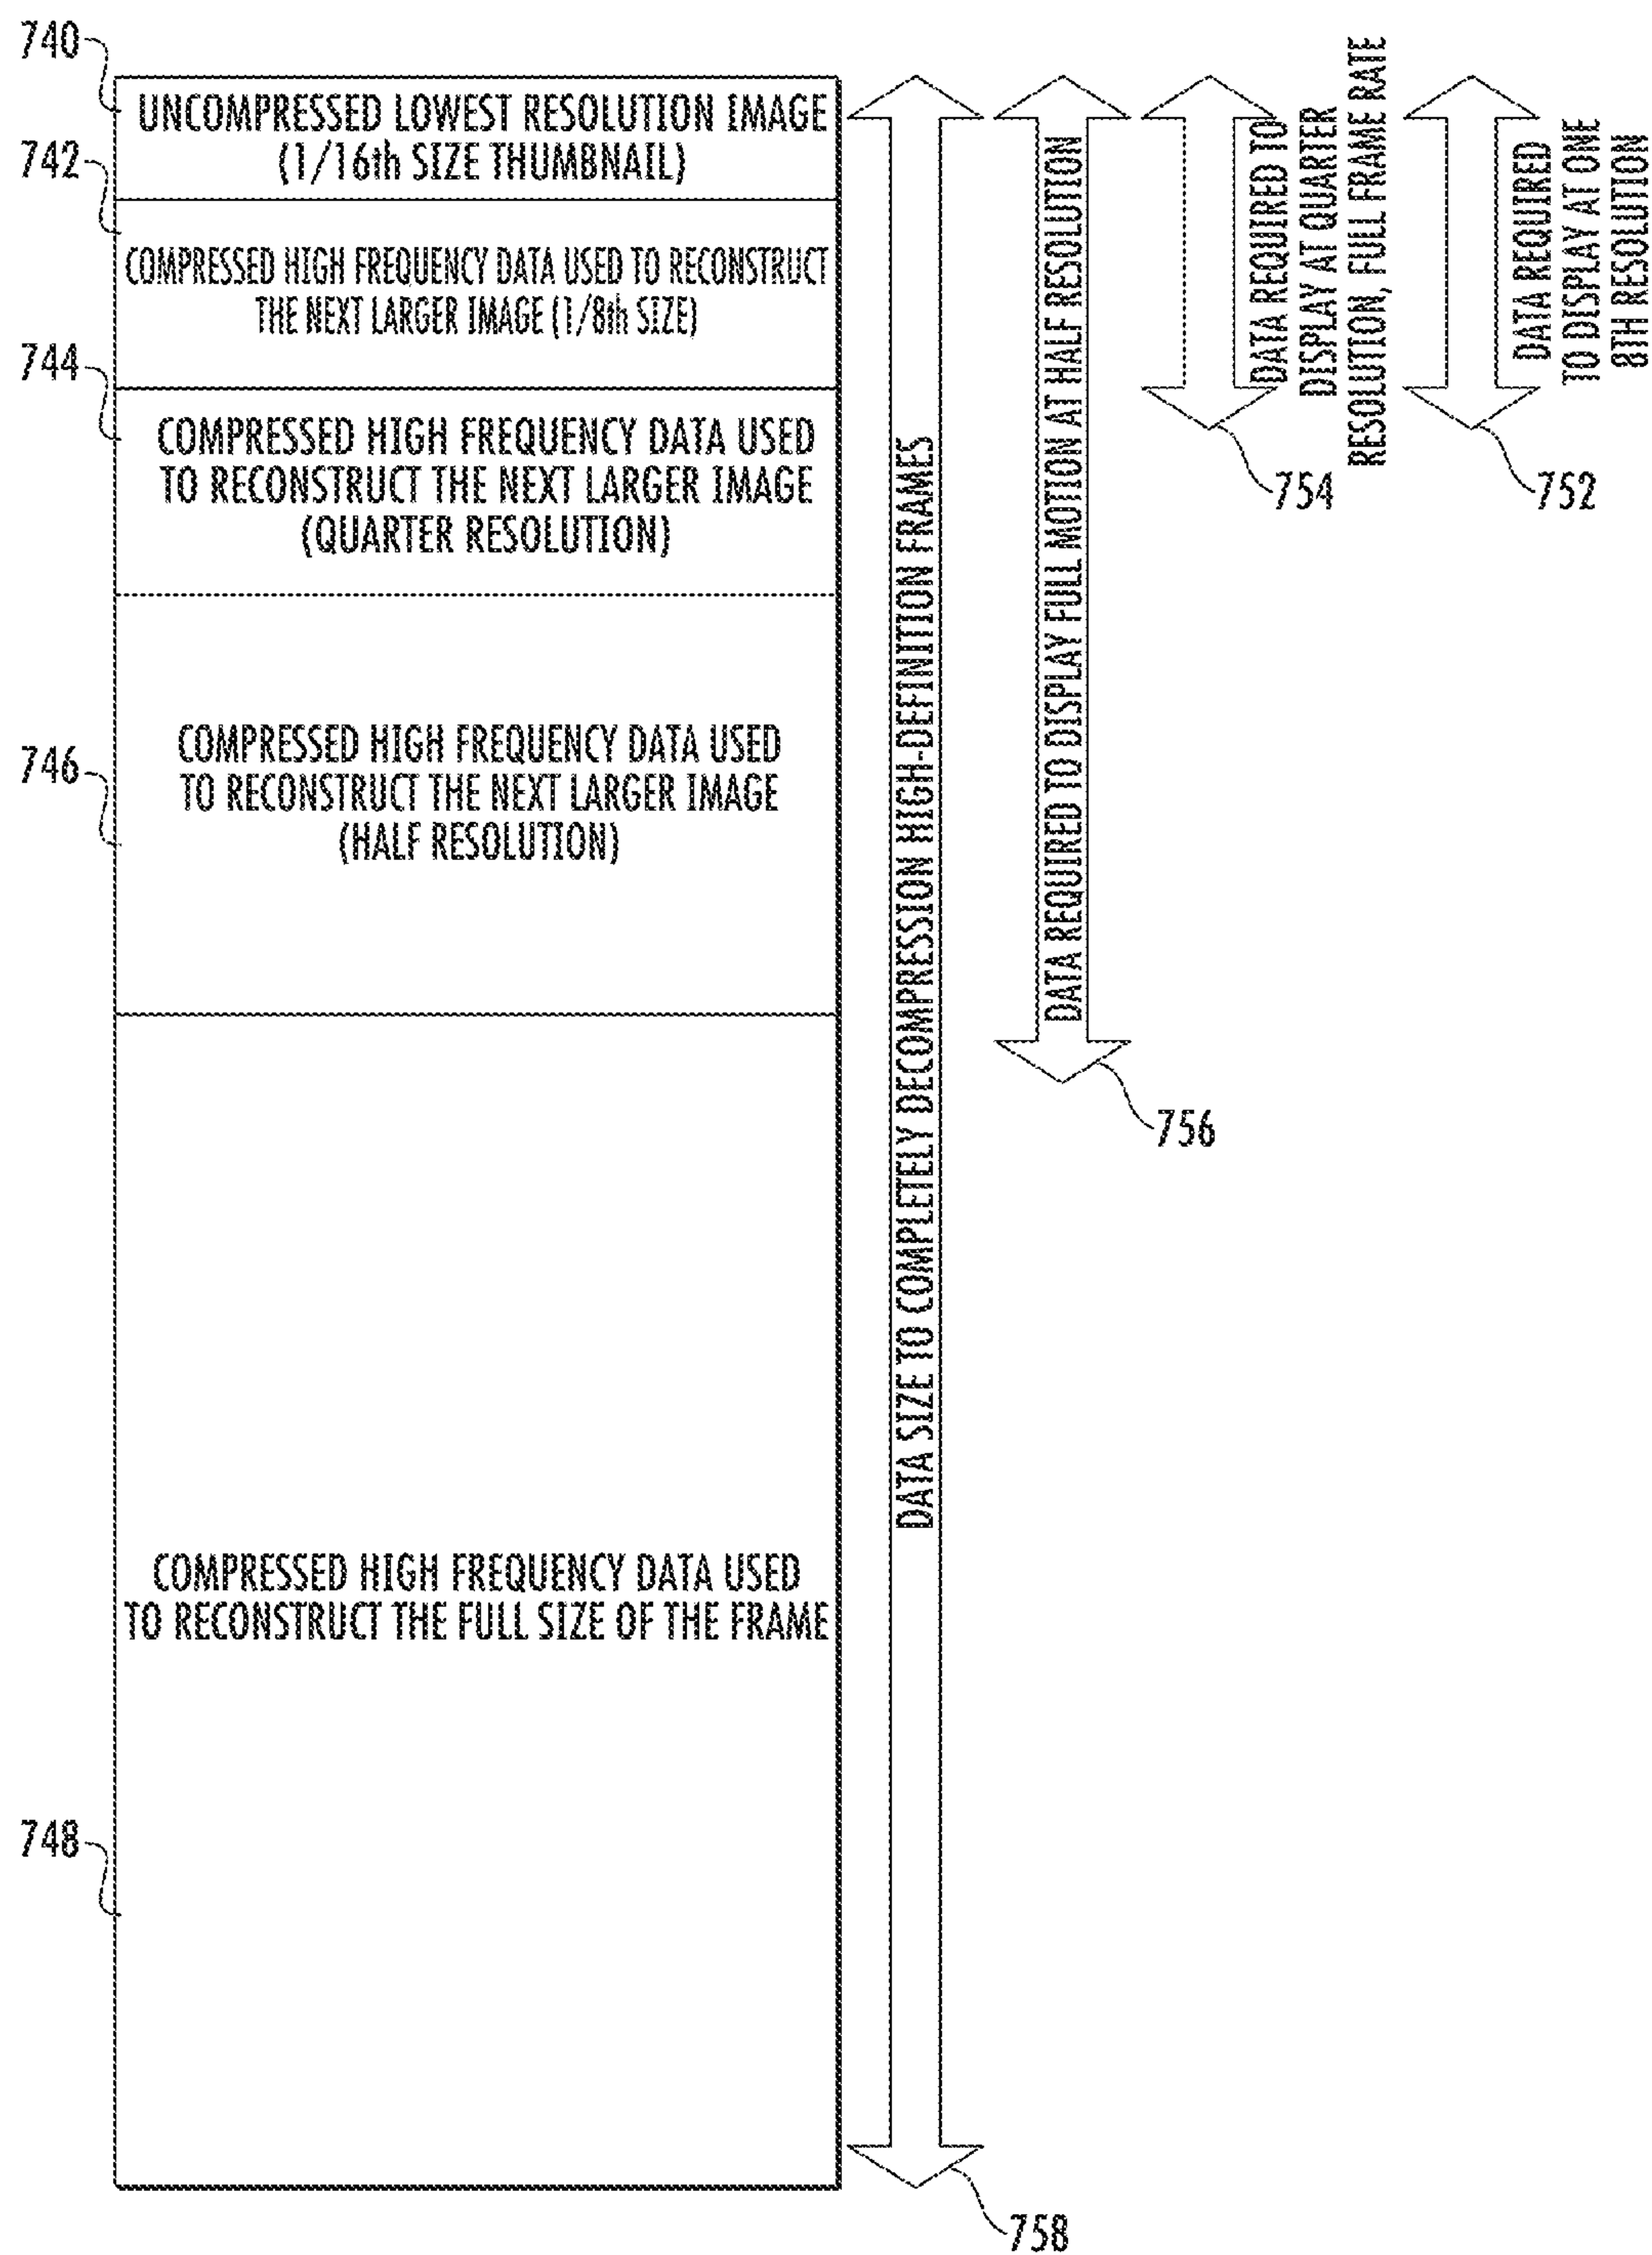 740
UNCOMPRESSED LOWEST RESOLUTION IMAGE
(1/16th SIZE THUMBNAIL)
742
COMPRESSED HIGH FREQUENCY DATA USED TO RECONSTRUCT
THE NEXT LARGER IMAGE (1/8th SIZE)
744
COMPRESSED HIGH FREQUENCY DATA USED
TO RECONSTRUCT THE NEXT LARGER IMAGE
(QUARTER RESOLUTION)
746
COMPRESSED HIGH FREQUENCY DATA USED
TO RECONSTRUCT THE NEXT LARGER IMAGE
(HALF RESOLUTION)
748
COMPRESSED HIGH FREQUENCY DATA USED
TO RECONSTRUCT THE FULL SIZE OF THE FRAME
DATA SIZE TO COMPLETELY DECOMPRESSION HIGH-DEFINITION FRAMES
758
DATA REQUIRED TO DISPLAY FULL MOTION AT HALF RESOLUTION
756
DATA REQUIRED TO
DISPLAY AT QUARTER
RESOLUTION, FULL FRAME RATE
754
DATA REQUIRED
TO DISPLAY AT ONE
8TH RESOLUTION
752